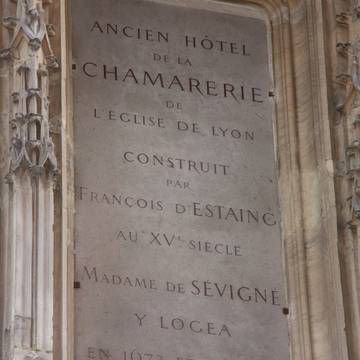 ANCIEN HÔTEL
DE LA
CHAMARERIE
DE
L'EGLISE DE LYON
CONSTRUIT
PAR
FRANÇOIS D'ESTAING
AU XVE SIÈCLE
MADAME DE SÉVIGNÉ
Y LOGEA
EN